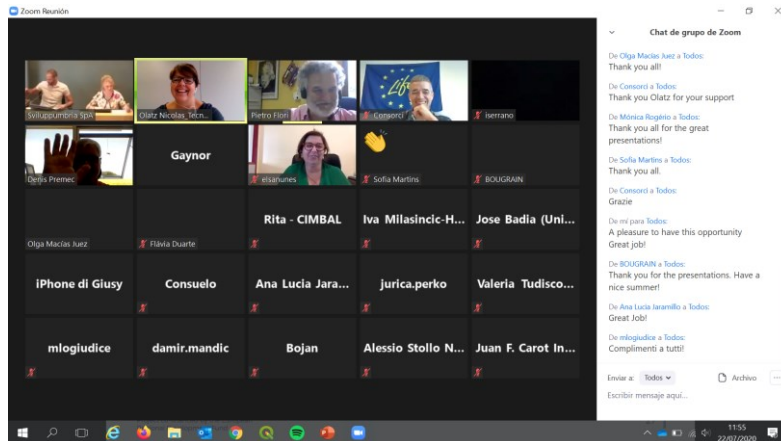 Zoom Reunión
Sviluppumbria SpA
Olatz Nicolas_Tecn...
Pietro Flori
Consorci
iserrano
Denis Premec
Gaynor
elsanunes
Sofia Martins
BOUGRAIN
Olga Macías Juez
Flávia Duarte
Rita - CIMBAL
Iva Milasincic-H...
Jose Badia (Uni...
iPhone di Giusy
Consuelo
Ana Lucia Jara...
jurica.perko
Valeria Tudisco...
mlogiudice
damir.mandic
Bojan
Alessio Stollo N...
Juan F. Carot In...
Chat de grupo de Zoom
De Olga Macías Juez a Todos:
Thank you all!
De Consorci a Todos:
Thank you Olatz for your support
De Mónica Rogério a Todos:
Thank you all for the great
presentations!
De Sofia Martins a Todos:
Thank you all.
De Consorci a Todos:
Grazie
De mí para Todos:
A pleasure to have this opportunity
Great job!
De BOUGRAIN a Todos:
Thank you for the presentations. Have a
nice summer!
De Ana Lucia Jaramillo a Todos:
Great Job!
De mlogiudice a Todos:
Complimenti a tutti!
Enviar a: Todos
Archivo
Escribir mensaje aquí...
11:55
22/07/2020